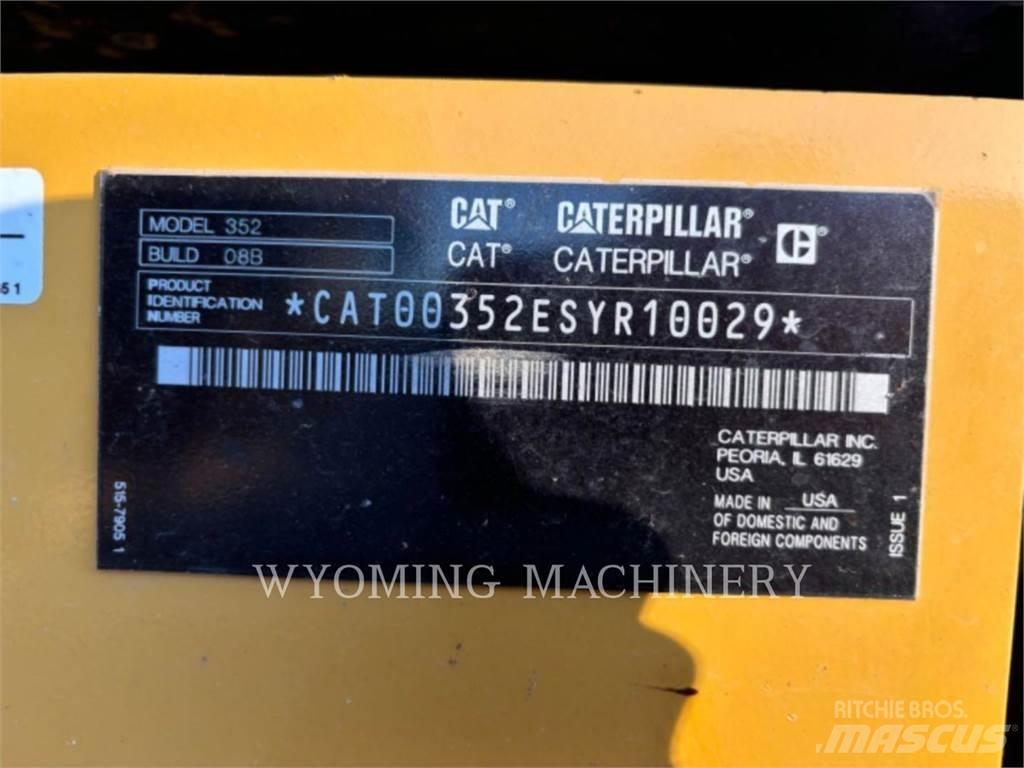 MODEL 352
BUILD 08B
CAT® CATERPILLAR®
CAT® CATERPILLAR®
PRODUCT
IDENTIFICATION
NUMBER
*CAT00352ESYR10029*
CATERPILLAR INC.
PEORIA, IL 61629
USA
MADE IN USA
OF DOMESTIC AND
FOREIGN COMPONENTS
ISSUE 1
515-7905 1
WYOMING MACHINERY
RITCHIE BROS.
MASCUS